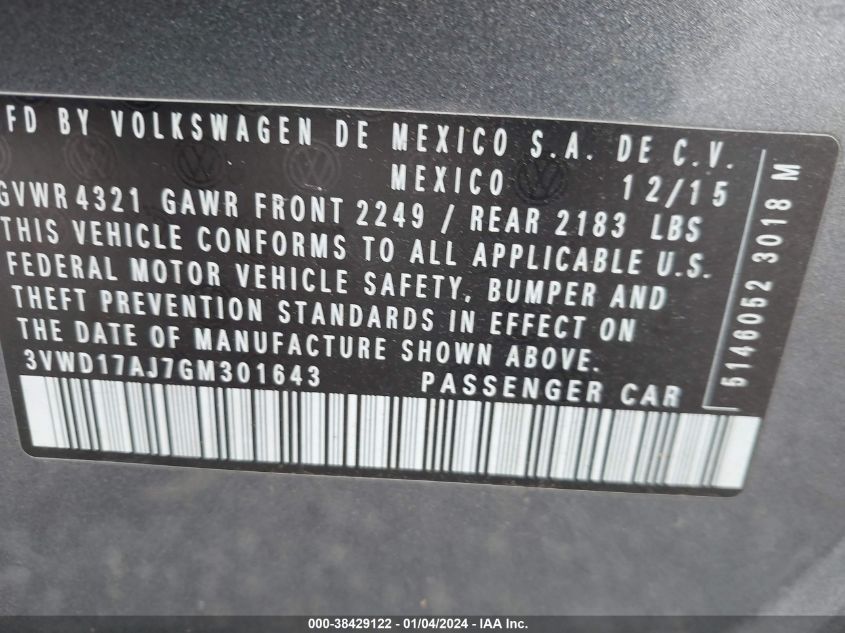 FD BY VOLKSWAGEN DE MEXICO S.A. DE C.V.
MEXICO 12/15
GVWR 4321 GAWR FRONT 2249 / REAR 2183 LBS
THIS VEHICLE CONFORMS TO ALL APPLICABLE U.S.
FEDERAL MOTOR VEHICLE SAFETY, BUMPER AND
THEFT PREVENTION STANDARDS IN EFFECT ON
THE DATE OF MANUFACTURE SHOWN ABOVE.
3VWD17AJ7GM301643 PASSENGER CAR
5146052 3018 M
000-38429122 - 01/04/2024 - IAA Inc.